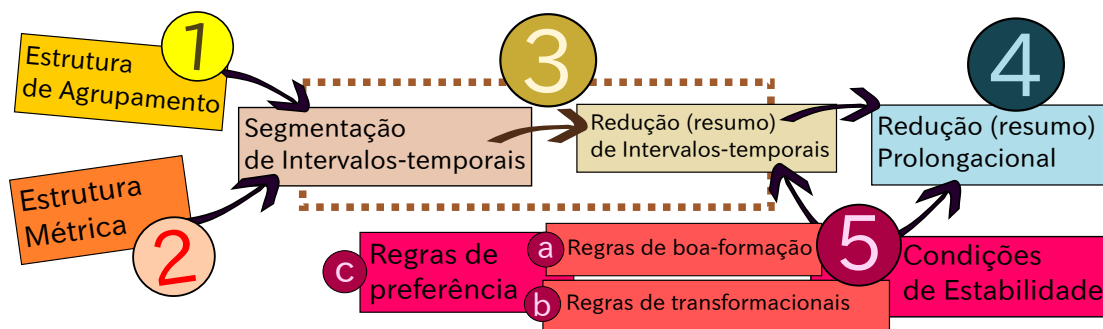 1
Estrutura
de Agrupamento
2
Estrutura
Métrica
3
Segmentação
de Intervalos-temporais
Redução (resumo)
de Intervalos-temporais
4
Redução (resumo)
Prolongacional
5
Condições
de Estabilidade
a
Regras de boa-formação
b
Regras de transformacionais
c
Regras de
preferência